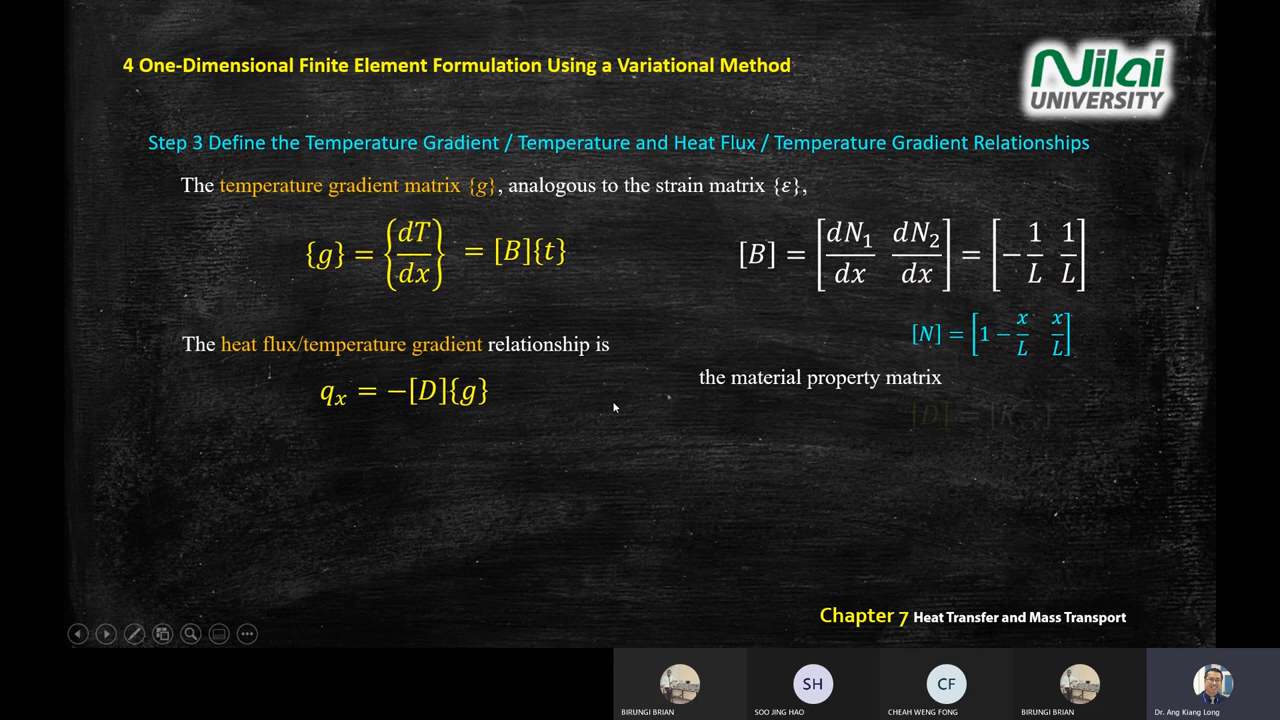 4 One-Dimensional Finite Element Formulation Using a Variational Method
Nilai
UNIVERSITY
Step 3 Define the Temperature Gradient / Temperature and Heat Flux / Temperature Gradient Relationships
The temperature gradient matrix {g}, analogous to the strain matrix {ε},
{g} = {dT/dx} = [B]{t}
[B] = [dN₁/dx dN₂/dx] = [−1/L 1/L]
[N] = [1 − x/L x/L]
The heat flux/temperature gradient relationship is
the material property matrix
qₓ = −[D]{g}
Chapter 7 Heat Transfer and Mass Transport
SH
CF
BIRUNGI BRIAN
SOO JING HAO
CHEAH WENG FONG
BIRUNGI BRIAN
Dr. Ang Kiang Long